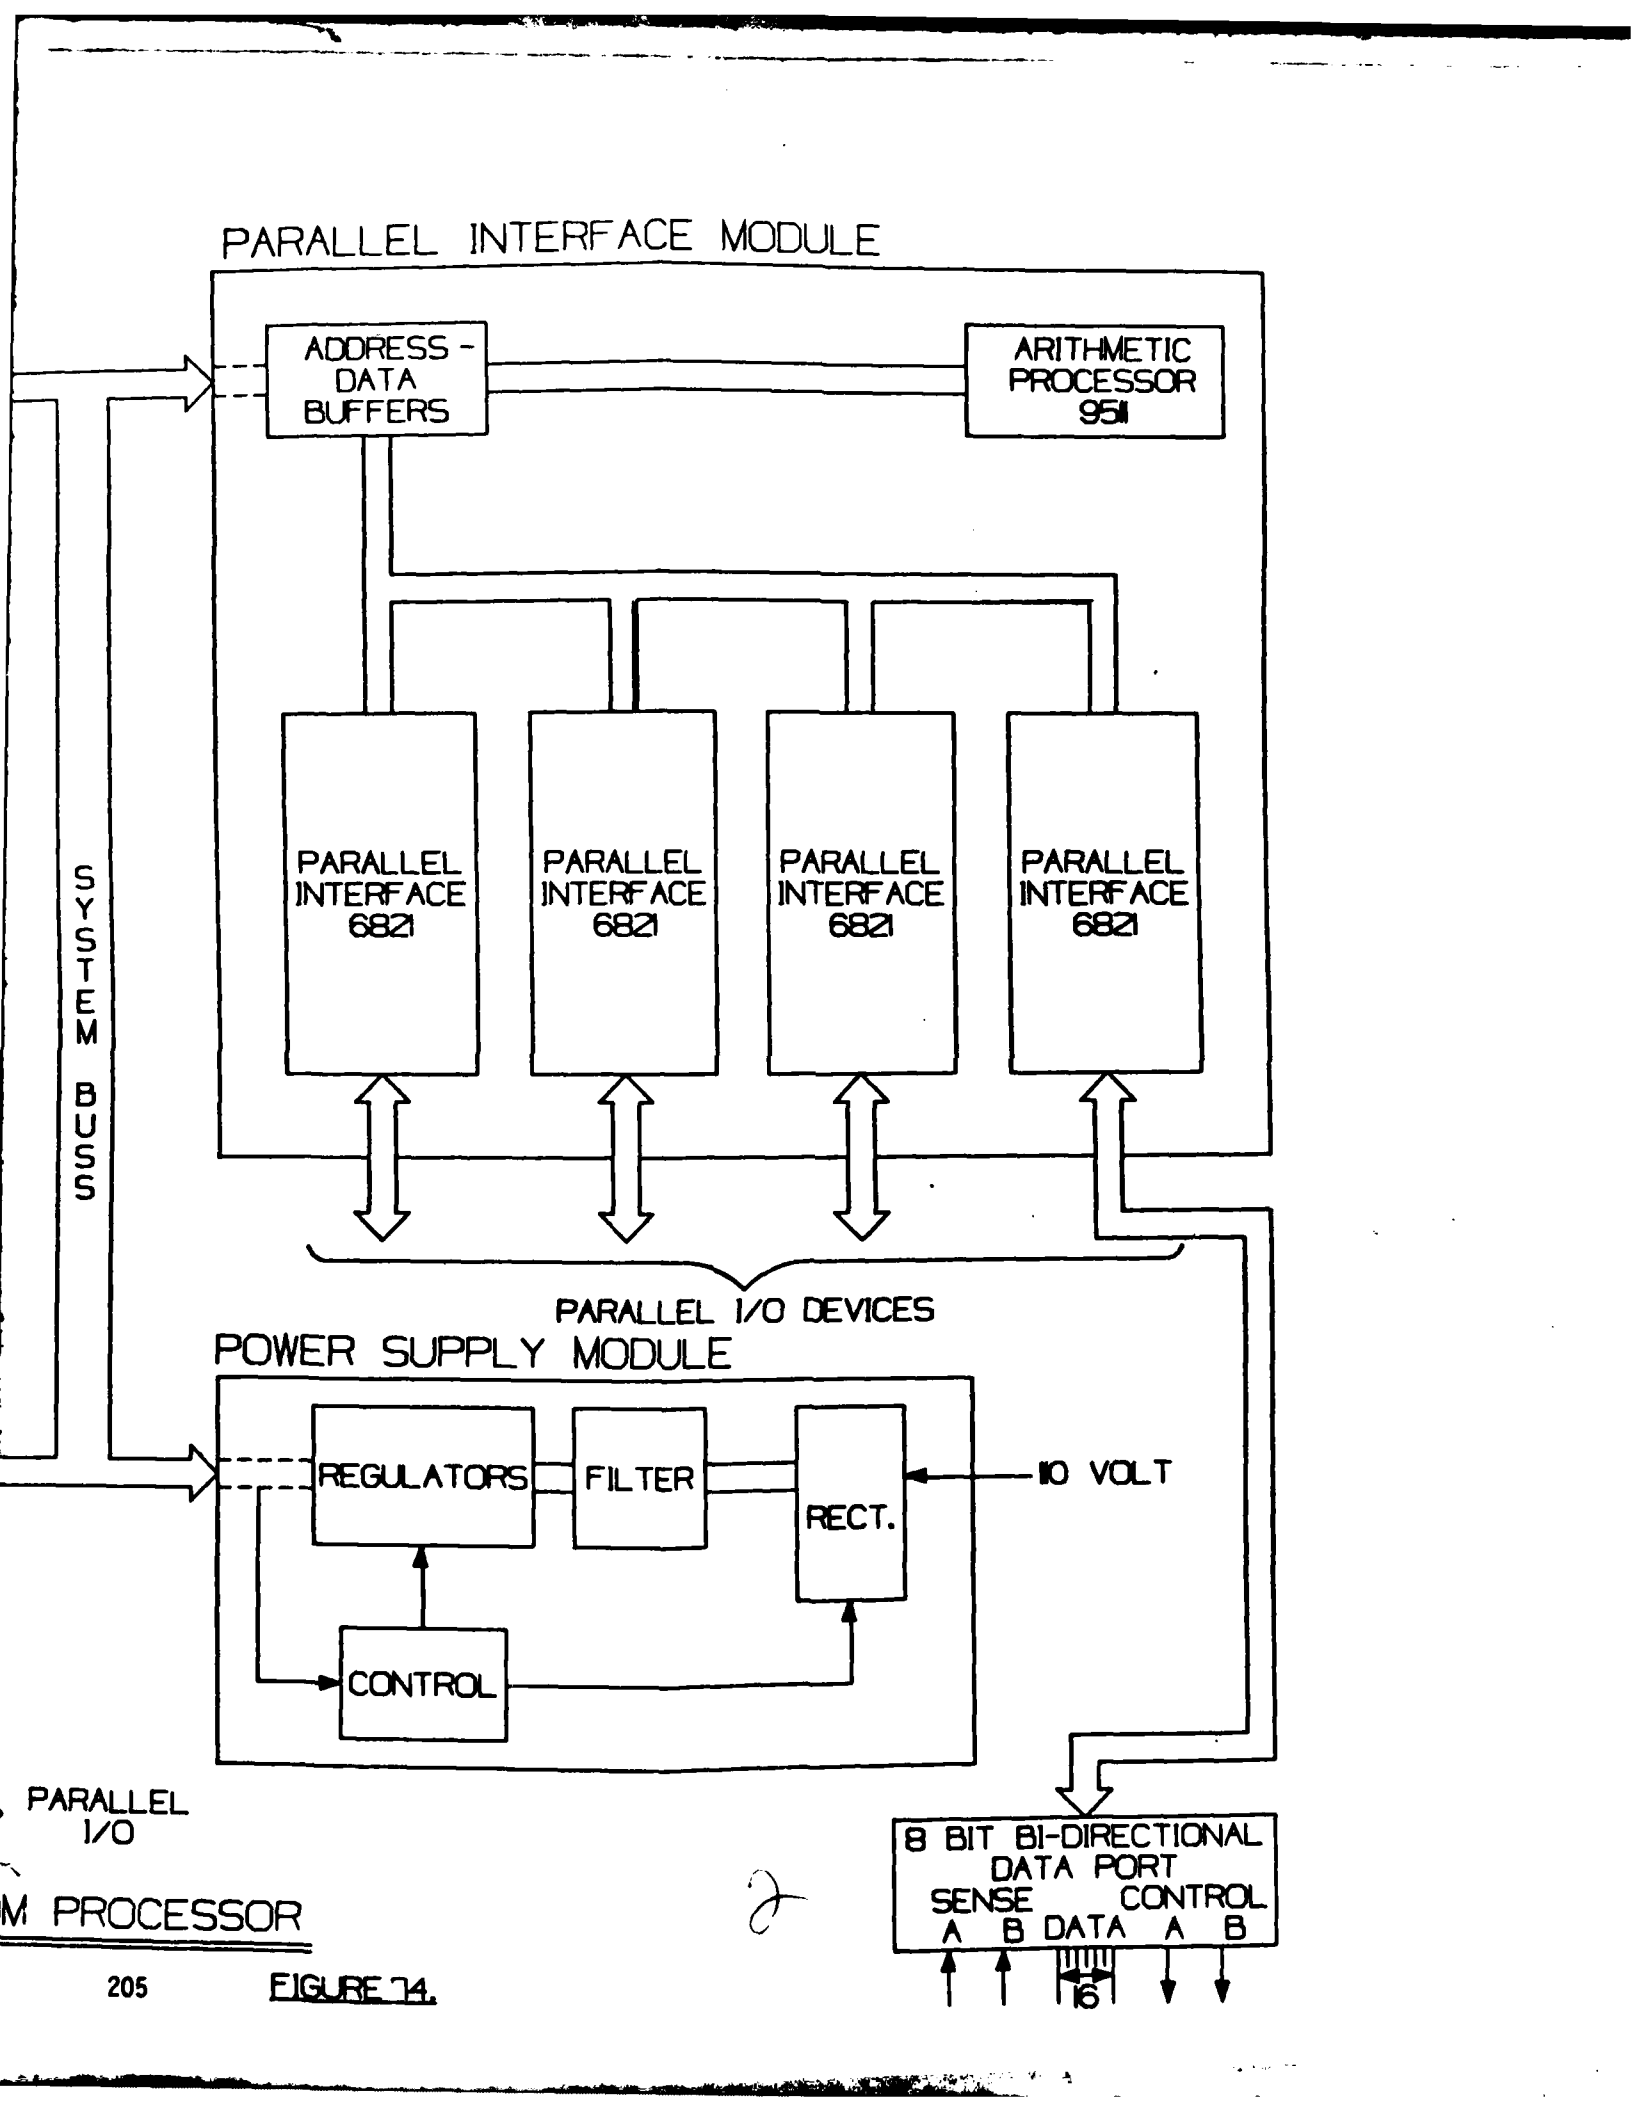 PARALLEL INTERFACE MODULE
ADDRESS -
DATA
BUFFERS
ARITHMETIC
PROCESSOR
9511
PARALLEL
INTERFACE
6821
PARALLEL
INTERFACE
6821
PARALLEL
INTERFACE
6821
PARALLEL
INTERFACE
6821
SYSTEM BUSS
PARALLEL I/O DEVICES
POWER SUPPLY MODULE
REGULATORS
FILTER
RECT.
110 VOLT
CONTROL
PARALLEL
I/O
8 BIT BI-DIRECTIONAL
DATA PORT
SENSE CONTROL
A B DATA A B
16
PROCESSOR
2
205
FIGURE 74.